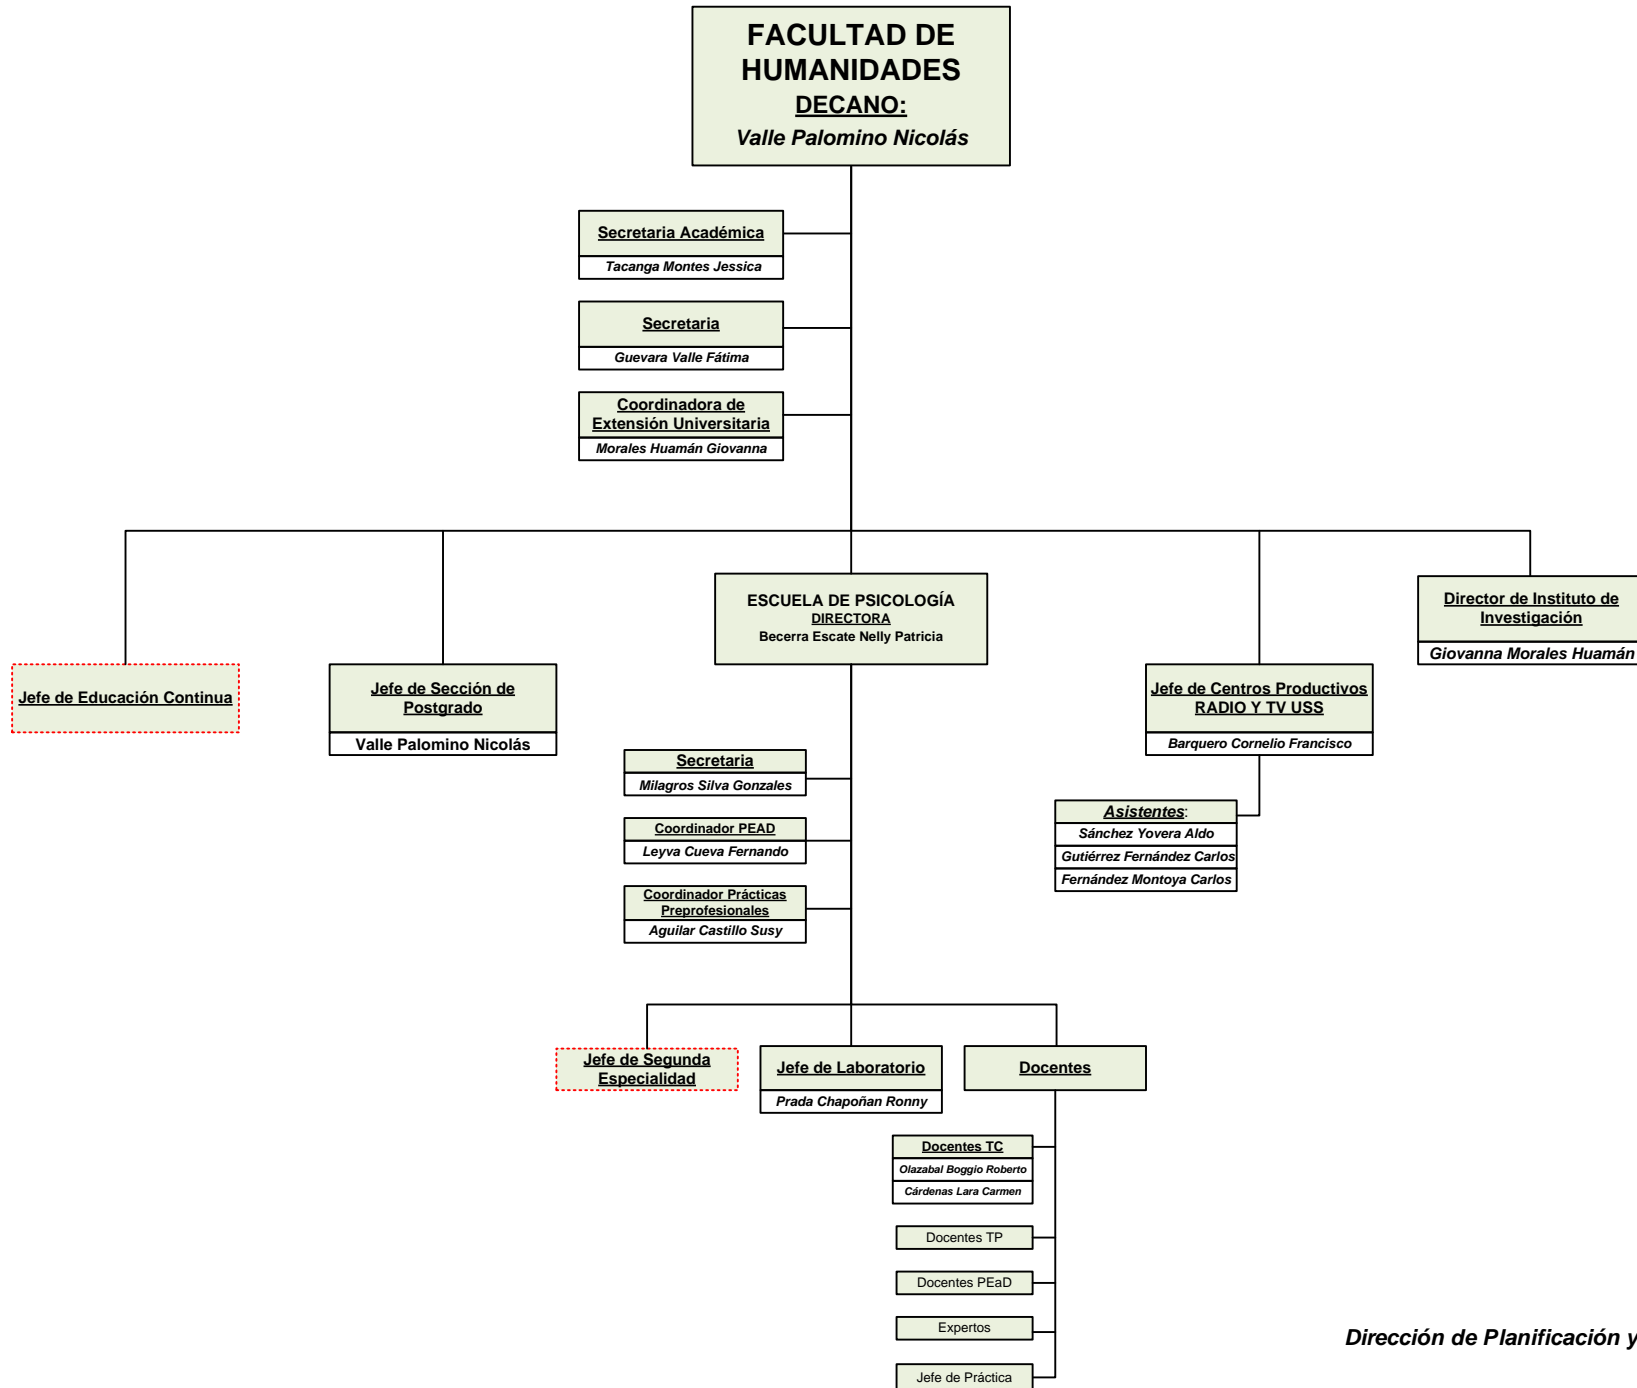 FACULTAD DE
HUMANIDADES
DECANO:
Valle Palomino Nicolás
Secretaria Académica
Tacanga Montes Jessica
Secretaria
Guevara Valle Fátima
Coordinadora de
Extensión Universitaria
Morales Huamán Giovanna
ESCUELA DE PSICOLOGÍA
DIRECTORA
Becerra Escate Nelly Patricia
Director de Instituto de
Investigación
Giovanna Morales Huamán
Jefe de Educación Continua
Jefe de Sección de
Postgrado
Valle Palomino Nicolás
Jefe de Centros Productivos
RADIO Y TV USS
Barquero Cornelio Francisco
Secretaria
Milagros Silva Gonzales
Coordinador PEAD
Leyva Cueva Fernando
Coordinador Prácticas
Preprofesionales
Aguilar Castillo Susy
Asistentes:
Sánchez Yovera Aldo
Gutiérrez Fernández Carlos
Fernández Montoya Carlos
Jefe de Segunda
Especialidad
Jefe de Laboratorio
Prada Chapoñan Ronny
Docentes
Docentes TC
Olazabal Boggio Roberto
Cárdenas Lara Carmen
Docentes TP
Docentes PEaD
Expertos
Jefe de Práctica
Dirección de Planificación y